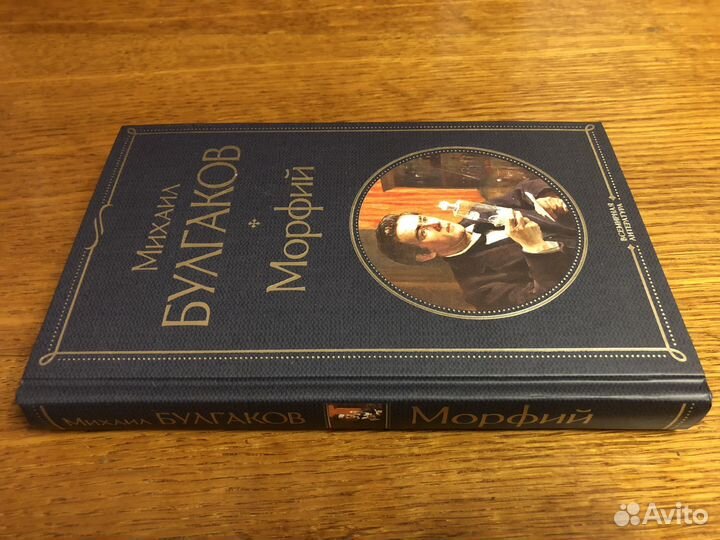 Михаил
БУЛГАКОВ
Морфий
ВСЕМИРНАЯ
ЛИТЕРАТУРА
Михаил БУЛГАКОВ
Морфий
Avito